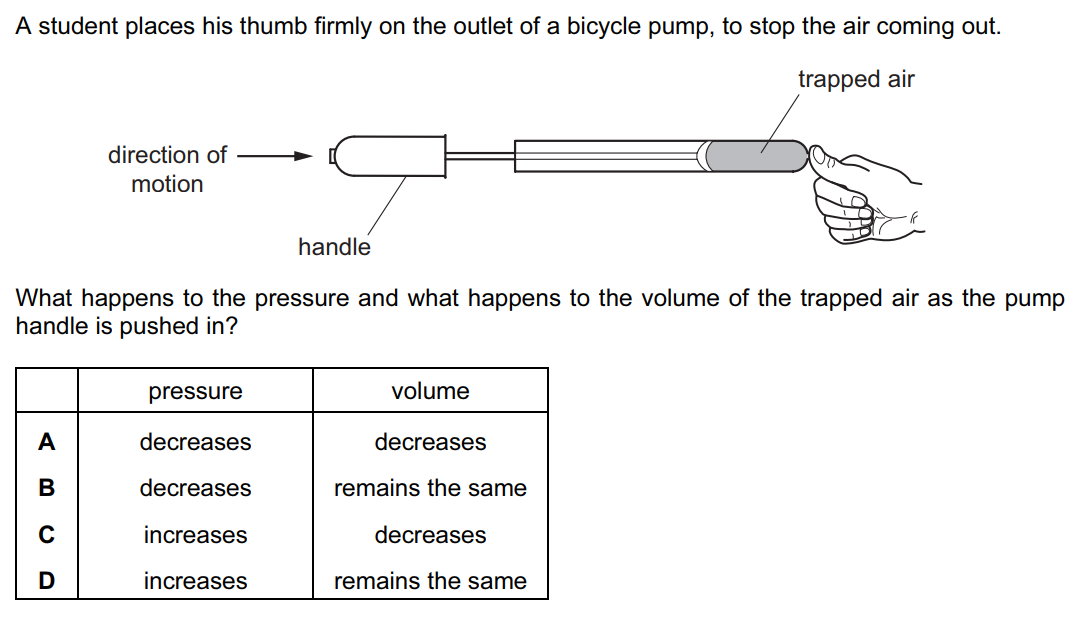 A student places his thumb firmly on the outlet of a bicycle pump, to stop the air coming out.
trapped air
direction of
motion
handle
What happens to the pressure and what happens to the volume of the trapped air as the pump
handle is pushed in?
pressure volume
A decreases decreases
B decreases remains the same
C increases decreases
D increases remains the same